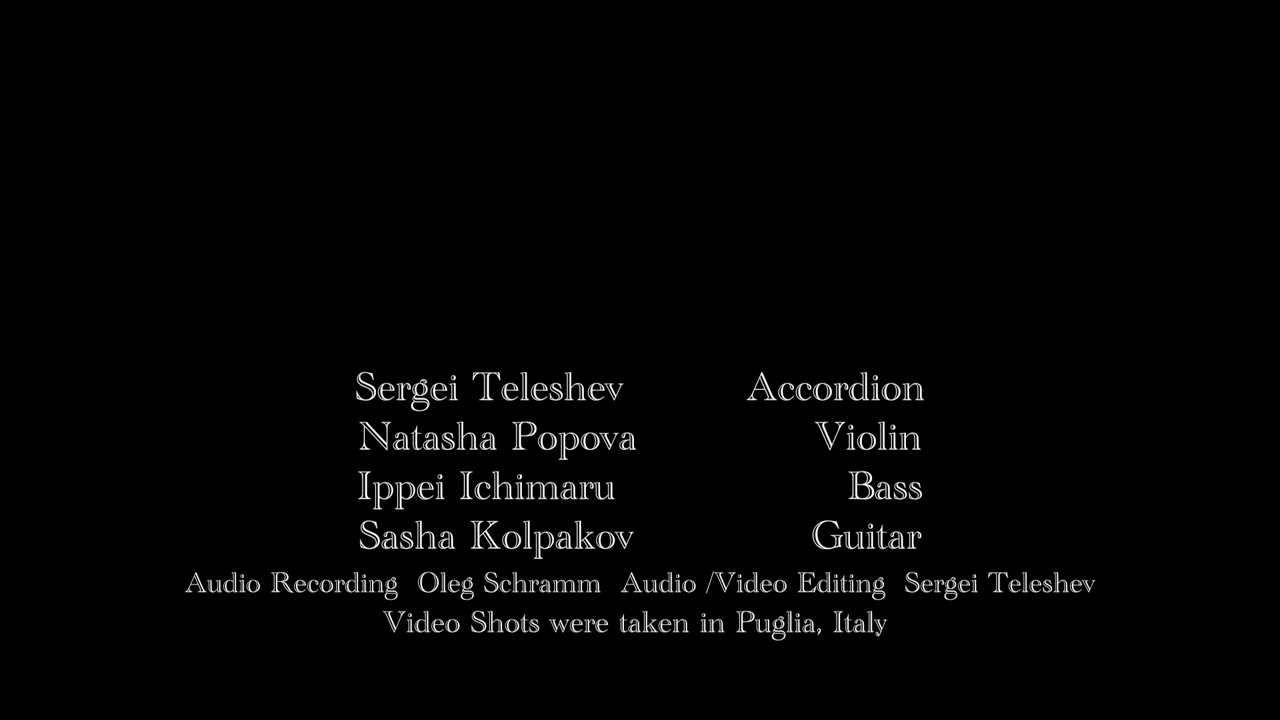 Sergei Teleshev Accordion
Natasha Popova Violin
Ippei Ichimaru Bass
Sasha Kolpakov Guitar
Audio Recording Oleg Schramm Audio /Video Editing Sergei Teleshev
Video Shots were taken in Puglia, Italy